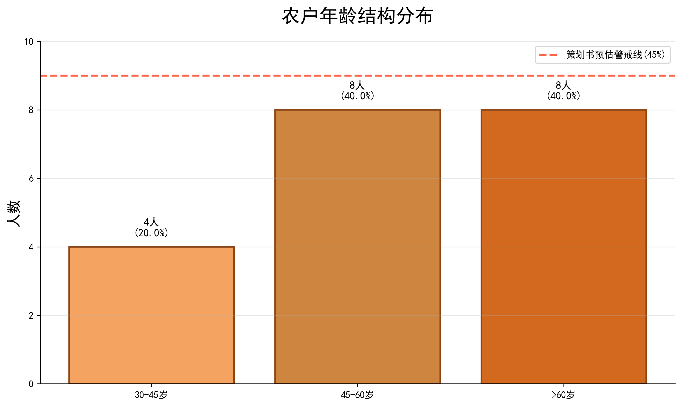 农户年龄结构分布
策划书预估警戒线(45%)
人数
10
8
6
4
2
0
4人
(20.0%)
8人
(40.0%)
8人
(40.0%)
30-45岁
45-60岁
>60岁